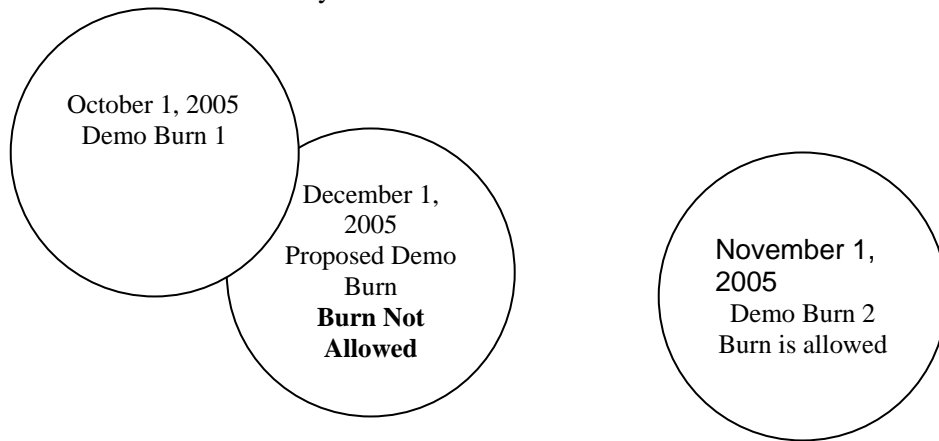 October 1, 2005
Demo Burn 1
December 1,
2005
Proposed Demo
Burn
Burn Not
Allowed
November 1,
2005
Demo Burn 2
Burn is allowed